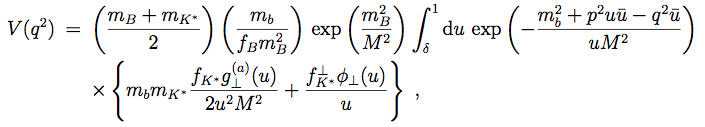 V(q^2) = \left( \frac{m_B + m_{K^*}}{2} \right) \left( \frac{m_b}{f_B m_B^2} \right) \exp\left( \frac{m_B^2}{M^2} \right) \int_\delta^1 \mathrm{d}u \, \exp\left( -\frac{m_b^2 + p^2 u\bar{u} - q^2 \bar{u}}{uM^2} \right)
\times \left\{ m_b m_{K^*} \frac{f_{K^*} g_\perp^{(a)}(u)}{2u^2 M^2} + \frac{f_{K^*}^\perp \phi_\perp(u)}{u} \right\} \, ,